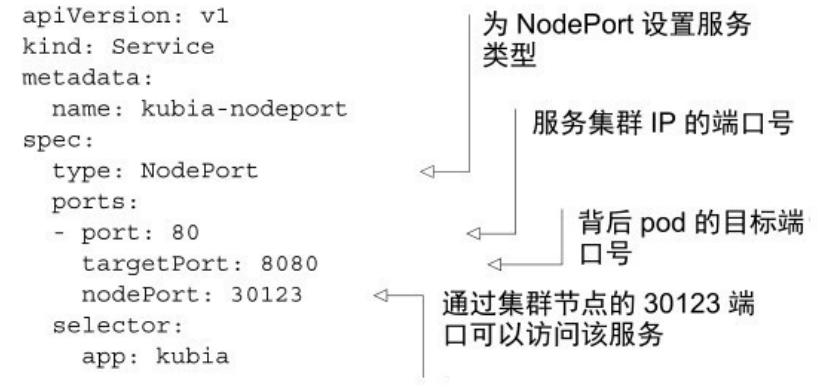 apiVersion: v1
kind: Service
metadata:
  name: kubia-nodeport
spec:
  type: NodePort
  ports:
  - port: 80
    targetPort: 8080
    nodePort: 30123
  selector:
    app: kubia
为 NodePort 设置服务
类型
服务集群 IP 的端口号
背后 pod 的目标端
口号
通过集群节点的 30123 端
口可以访问该服务